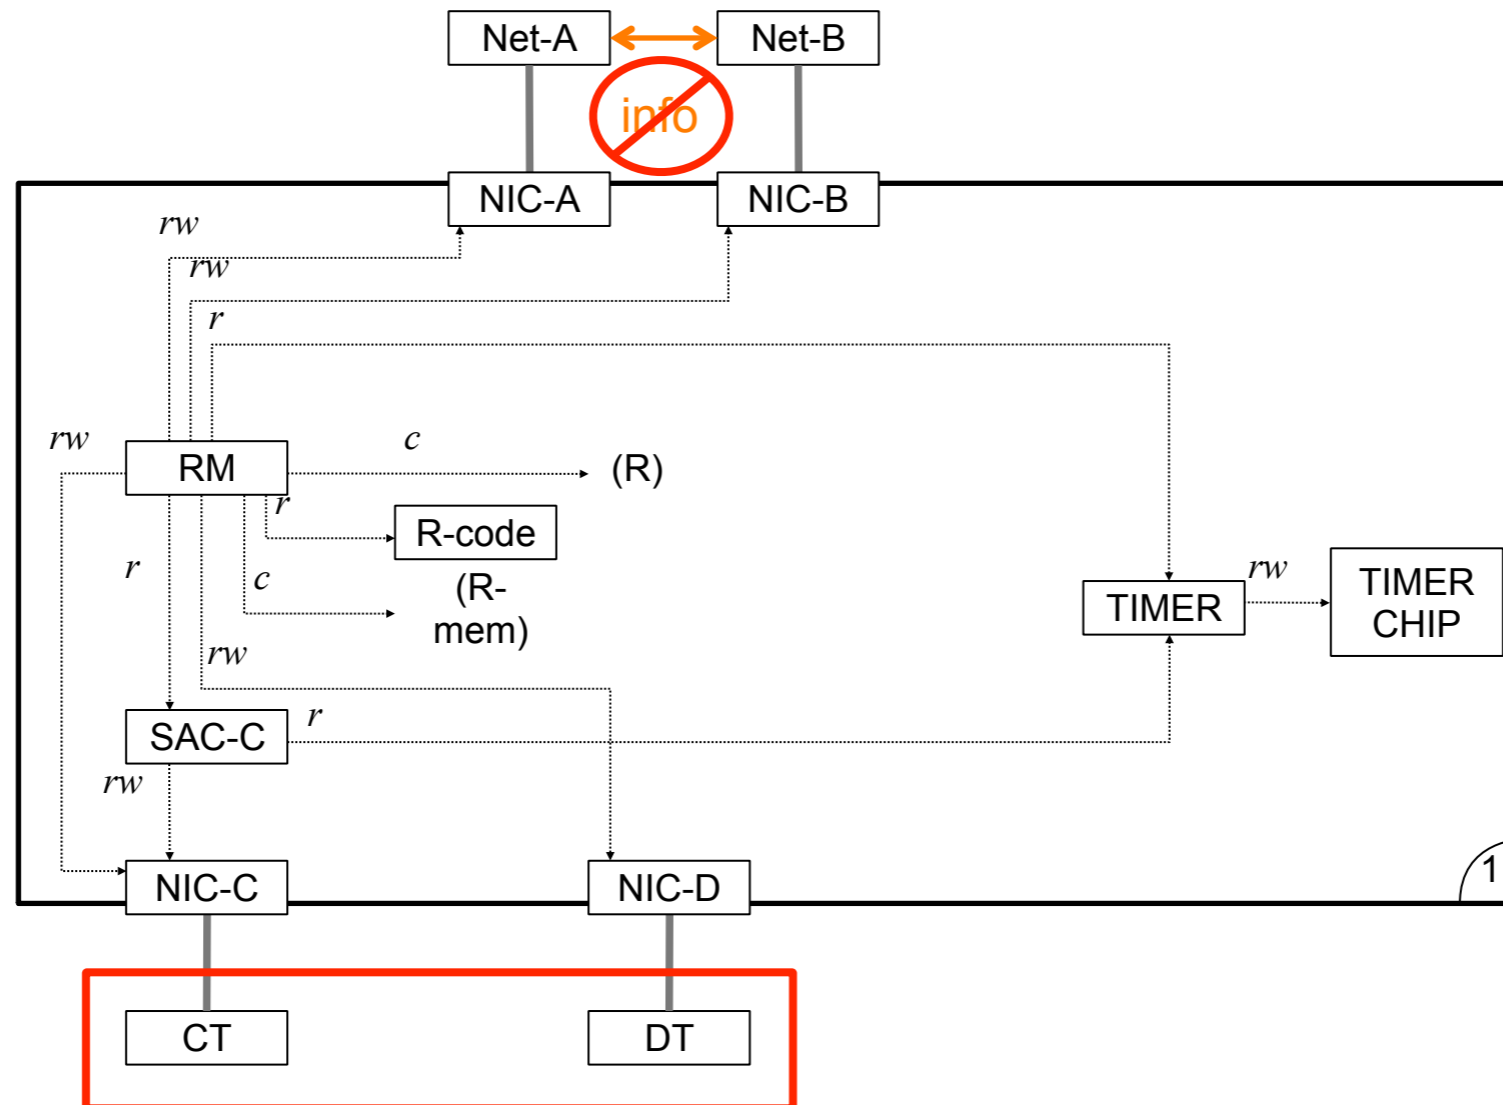 Net-A
Net-B
info
NIC-A
NIC-B
rw
rw
r
rw
RM
c
(R)
r
R-code
r
c
(R-
mem)
TIMER
rw
TIMER
CHIP
rw
SAC-C
r
rw
NIC-C
NIC-D
1
CT
DT